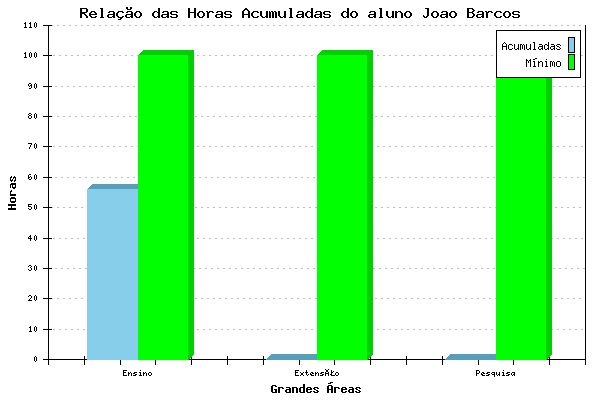 Relação das Horas Acumuladas do aluno Joao Barcos
Acumuladas
Mínimo
110
100
90
80
70
60
50
40
30
20
10
0
Horas
Ensino
ExtensÃŁo
Pesquisa
Grandes Áreas